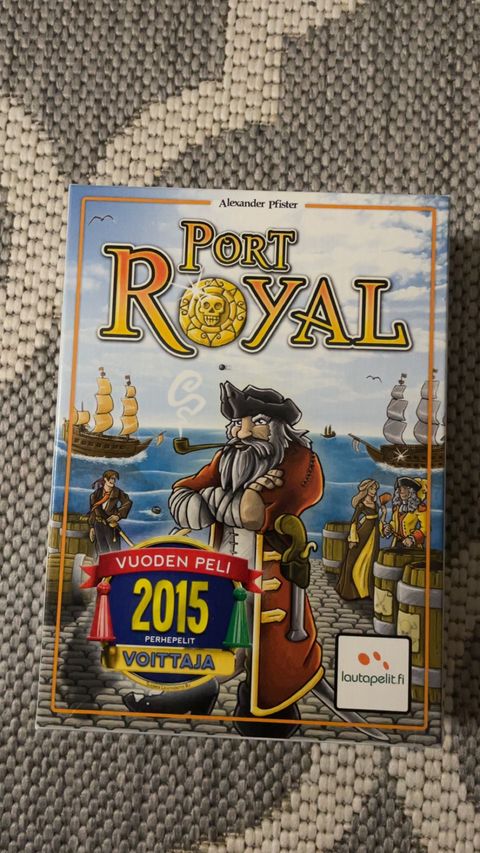 Alexander Pfister
PORT
ROYAL
VUODEN PELI
2015
PERHEPELIT
VOITTAJA
lautapelit.fi